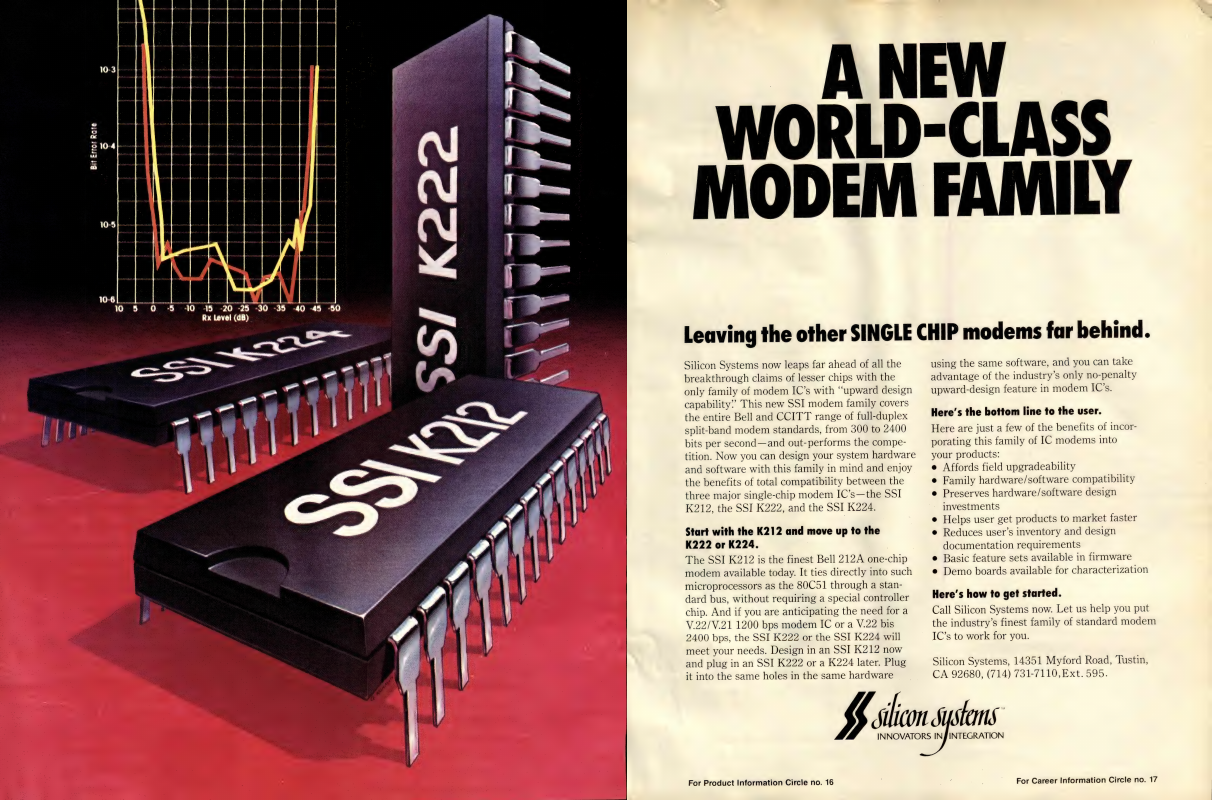 10-3
10-4
10-5
10-6
Bit Error Rate
10 5 0 -5 -10 -15 -20 -25 -30 -35 -40 -45 -50
Rx Level (dB)
SSI K222
SSI K224
SSI K212
A NEW
WORLD-CLASS
MODEM FAMILY
Leaving the other SINGLE CHIP modems far behind.
Silicon Systems now leaps far ahead of all the
breakthrough claims of lesser chips with the
only family of modem IC's with "upward design
capability." This new SSI modem family covers
the entire Bell and CCITT range of full-duplex
split-band modem standards, from 300 to 2400
bits per second—and out-performs the compe-
tition. Now you can design your system hardware
and software with this family in mind and enjoy
the benefits of total compatibility between the
three major single-chip modem IC's—the SSI
K212, the SSI K222, and the SSI K224.
Start with the K212 and move up to the
K222 or K224.
The SSI K212 is the finest Bell 212A one-chip
modem available today. It ties directly into such
microprocessors as the 80C51 through a stan-
dard bus, without requiring a special controller
chip. And if you are anticipating the need for a
V.22/V.21 1200 bps modem IC or a V.22 bis
2400 bps, the SSI K222 or the SSI K224 will
meet your needs. Design in an SSI K212 now
and plug in an SSI K222 or a K224 later. Plug
it into the same holes in the same hardware
using the same software, and you can take
advantage of the industry's only no-penalty
upward-design feature in modem IC's.
Here's the bottom line to the user.
Here are just a few of the benefits of incor-
porating this family of IC modems into
your products:
• Affords field upgradeability
• Family hardware/software compatibility
• Preserves hardware/software design
investments
• Helps user get products to market faster
• Reduces user's inventory and design
documentation requirements
• Basic feature sets available in firmware
• Demo boards available for characterization
Here's how to get started.
Call Silicon Systems now. Let us help you put
the industry's finest family of standard modem
IC's to work for you.
Silicon Systems, 14351 Myford Road, Tustin,
CA 92680, (714) 731-7110, Ext. 595.
silicon systems™
INNOVATORS IN INTEGRATION
For Product Information Circle no. 16
For Career Information Circle no. 17